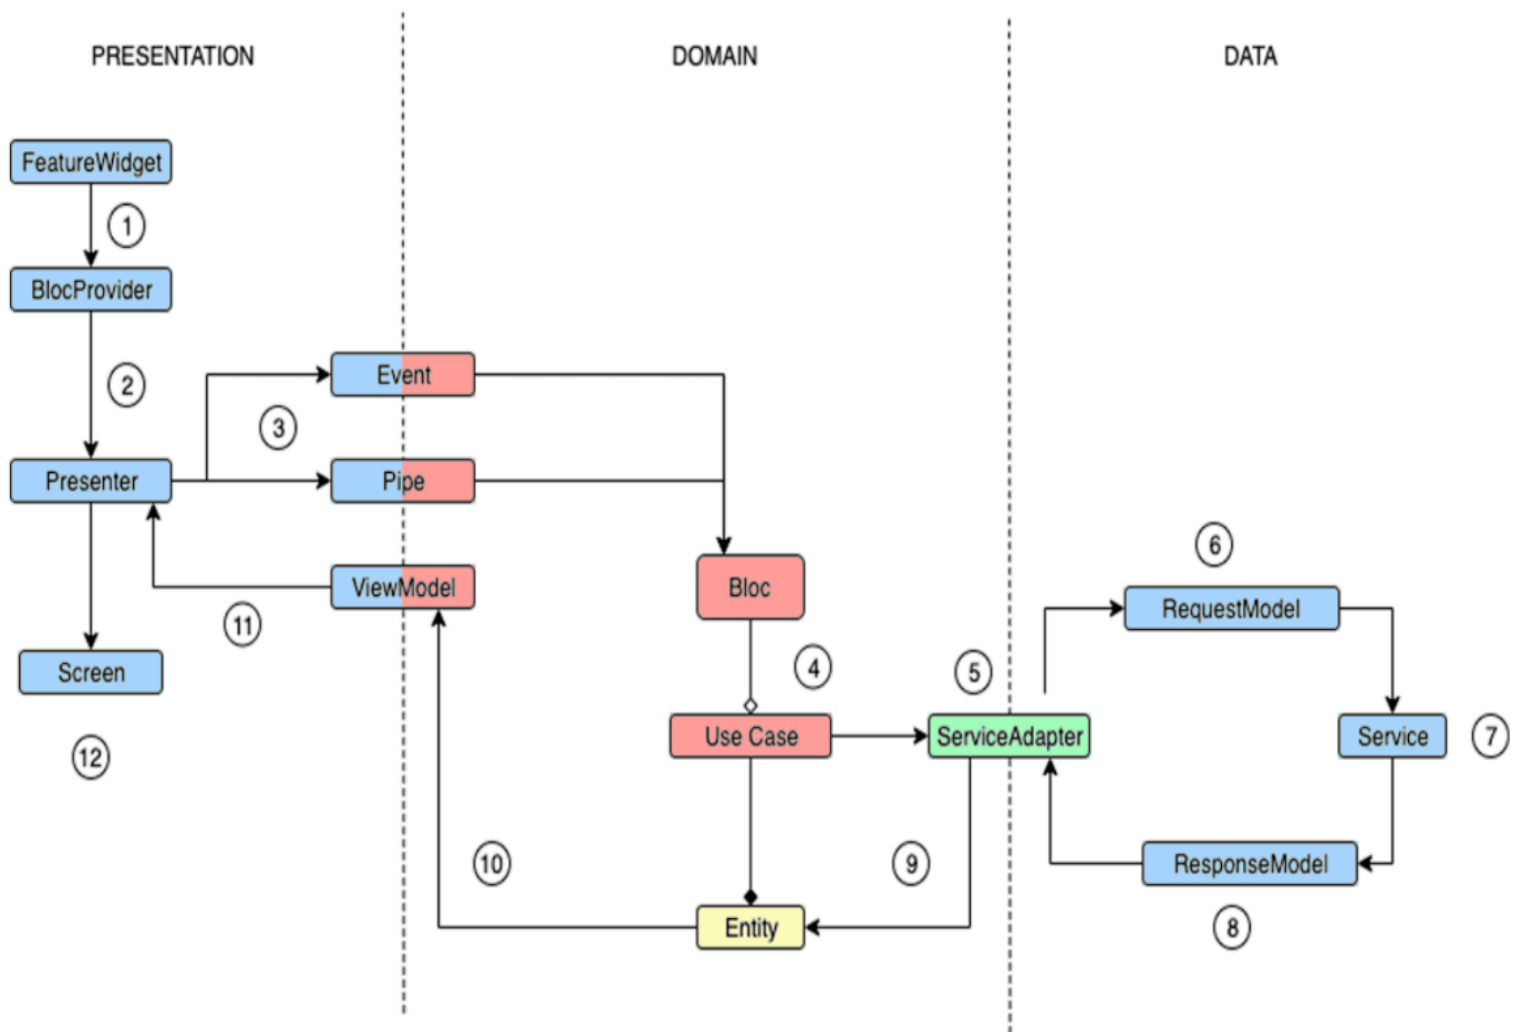 PRESENTATION
DOMAIN
DATA
FeatureWidget
1
BlocProvider
2
Event
3
Presenter
Pipe
6
ViewModel
Bloc
RequestModel
11
4
5
Screen
Use Case
ServiceAdapter
Service
7
12
10
9
ResponseModel
8
Entity